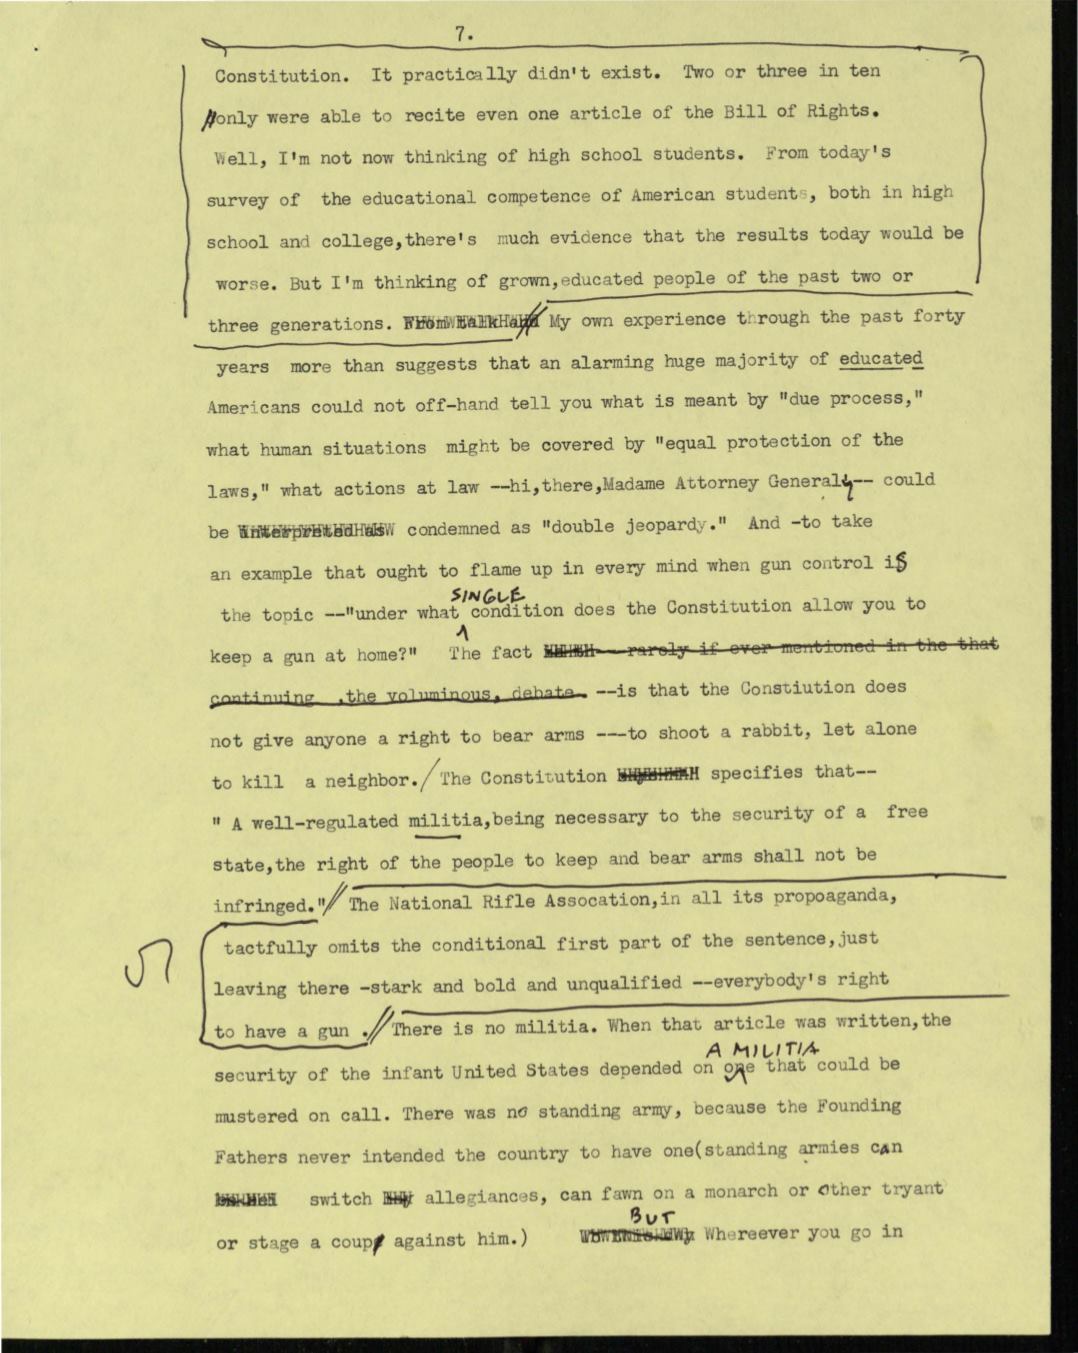 7.
Constitution. It practically didn't exist. Two or three in ten
only were able to recite even one article of the Bill of Rights.
Well, I'm not now thinking of high school students. From today's
survey of the educational competence of American students, both in high
school and college,there's much evidence that the results today would be
worse. But I'm thinking of grown,educated people of the past two or
three generations. From talk and My own experience through the past forty
years more than suggests that an alarming huge majority of educated
Americans could not off-hand tell you what is meant by "due process,"
what human situations might be covered by "equal protection of the
laws," what actions at law --hi,there,Madame Attorney General,-- could
be interpreted as condemned as "double jeopardy." And -to take
an example that ought to flame up in every mind when gun control is
SINGLE
the topic --"under what condition does the Constitution allow you to
keep a gun at home?" The fact -- rarely if ever mentioned in the that
continuing ,the voluminous, debate --is that the Constiution does
not give anyone a right to bear arms ---to shoot a rabbit, let alone
to kill a neighbor./ The Constitution specifies that--
" A well-regulated militia,being necessary to the security of a free
state,the right of the people to keep and bear arms shall not be
infringed."// The National Rifle Assocation,in all its propoaganda,
tactfully omits the conditional first part of the sentence,just
leaving there -stark and bold and unqualified --everybody's right
to have a gun .// There is no militia. When that article was written,the
A MILITIA
security of the infant United States depended on one that could be
mustered on call. There was no standing army, because the Founding
Fathers never intended the country to have one(standing armies can
switch allegiances, can fawn on a monarch or other tryant
BUT
or stage a coup against him.) Whereever you go in